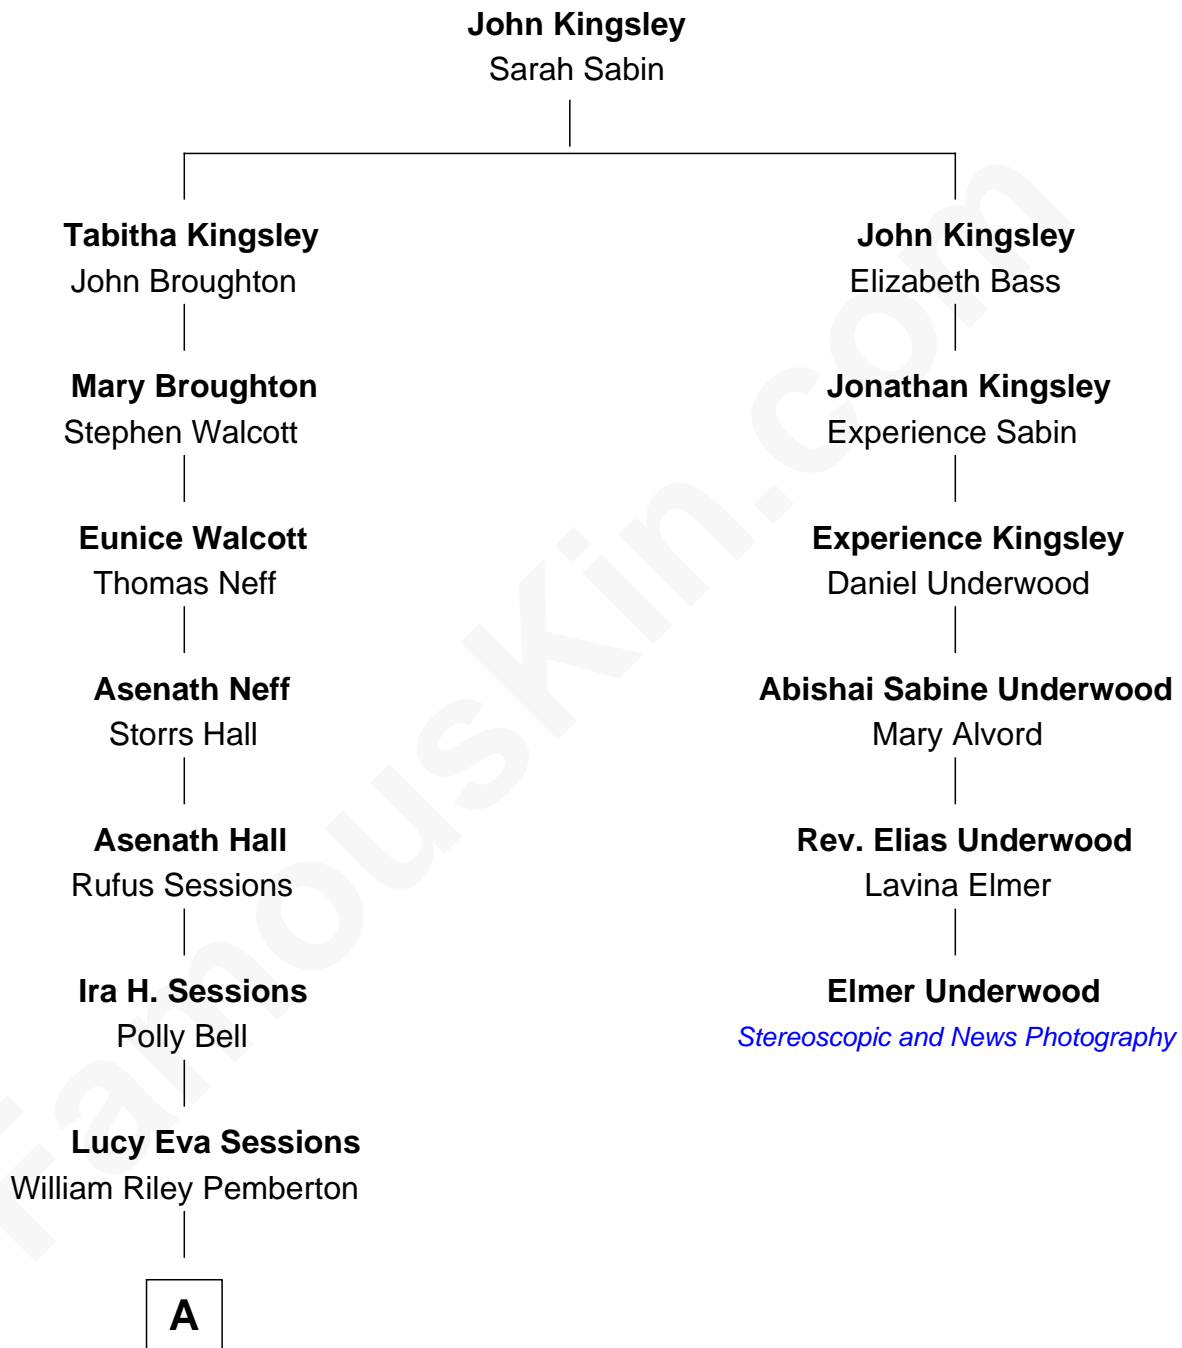 John Kingsley
Sarah Sabin
Tabitha Kingsley
John Broughton
Mary Broughton
Stephen Walcott
Eunice Walcott
Thomas Neff
Asenath Neff
Storrs Hall
Asenath Hall
Rufus Sessions
Ira H. Sessions
Polly Bell
Lucy Eva Sessions
William Riley Pemberton
A
John Kingsley
Elizabeth Bass
Jonathan Kingsley
Experience Sabin
Experience Kingsley
Daniel Underwood
Abishai Sabine Underwood
Mary Alvord
Rev. Elias Underwood
Lavina Elmer
Elmer Underwood
Stereoscopic and News Photography
FamousKin.com